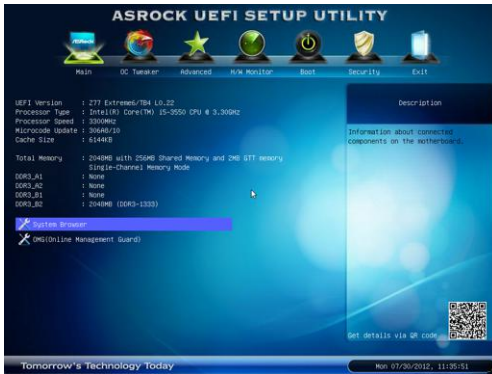 ASROCK UEFI SETUP UTILITY
Main OC Tweaker Advanced H/W Monitor Boot Security Exit
UEFI Version : Z77 Extreme6/TB4 L0.22
Processor Type : Intel(R) Core(TM) i5-3550 CPU @ 3.30GHz
Processor Speed : 3300MHz
Microcode Update : 306A8/10
Cache Size : 6144KB
Total Memory : 2048MB with 256MB Shared Memory and 2MB GTT memory
Single-Channel Memory Mode
DDR3_A1 : None
DDR3_A2 : None
DDR3_B1 : None
DDR3_B2 : 2048MB (DDR3-1333)
System Browser
OMG(Online Management Guard)
Description
Information about connected
components on the motherboard.
Get details via QR code
Tomorrow's Technology Today
Mon 07/30/2012, 11:35:51